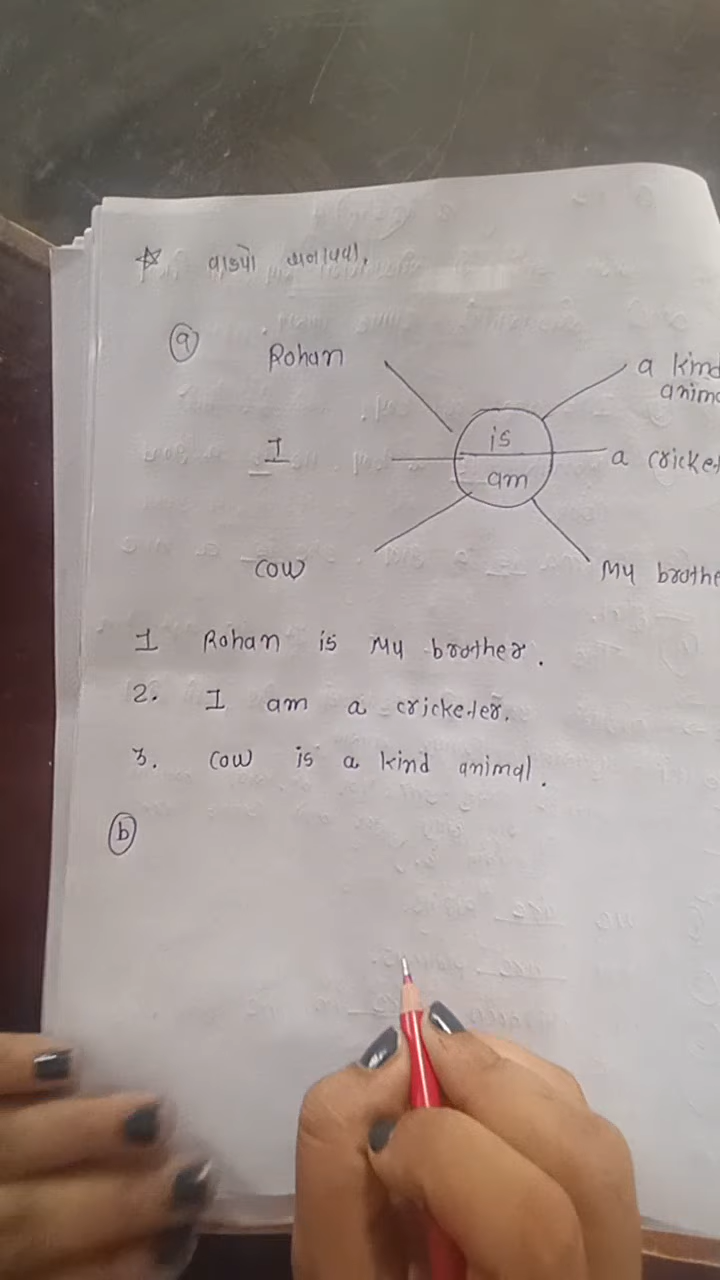 ☆ વાક્યો બનાવવા.
(a) Rohan
a kind
anima
is
I
a cricke
am
cow
My brothe
1 Rohan is My brother.
2. I am a cricketer.
3. cow is a kind animal.
(b)